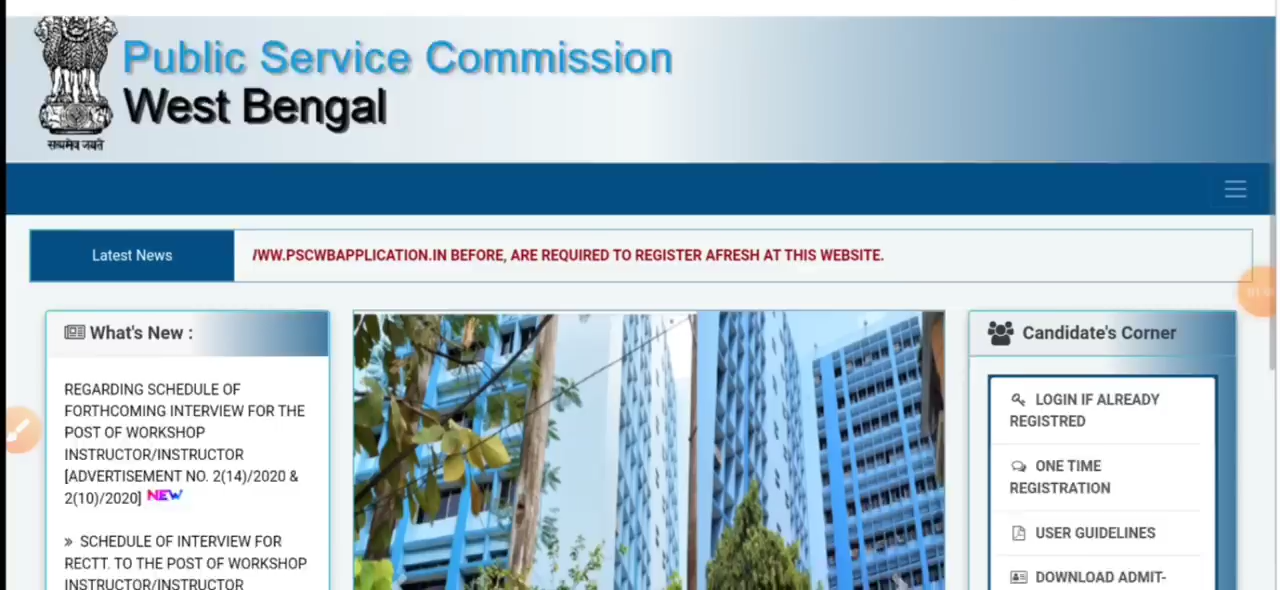 Public Service Commission
West Bengal
सत्यमेव जयते
Latest News
WW.PSCWBAPPLICATION.IN BEFORE, ARE REQUIRED TO REGISTER AFRESH AT THIS WEBSITE.
What's New :
REGARDING SCHEDULE OF
FORTHCOMING INTERVIEW FOR THE
POST OF WORKSHOP
INSTRUCTOR/INSTRUCTOR
[ADVERTISEMENT NO. 2(14)/2020 &
2(10)/2020] NEW
» SCHEDULE OF INTERVIEW FOR
RECTT. TO THE POST OF WORKSHOP
INSTRUCTOR/INSTRUCTOR
Candidate's Corner
LOGIN IF ALREADY
REGISTRED
ONE TIME
REGISTRATION
USER GUIDELINES
DOWNLOAD ADMIT-